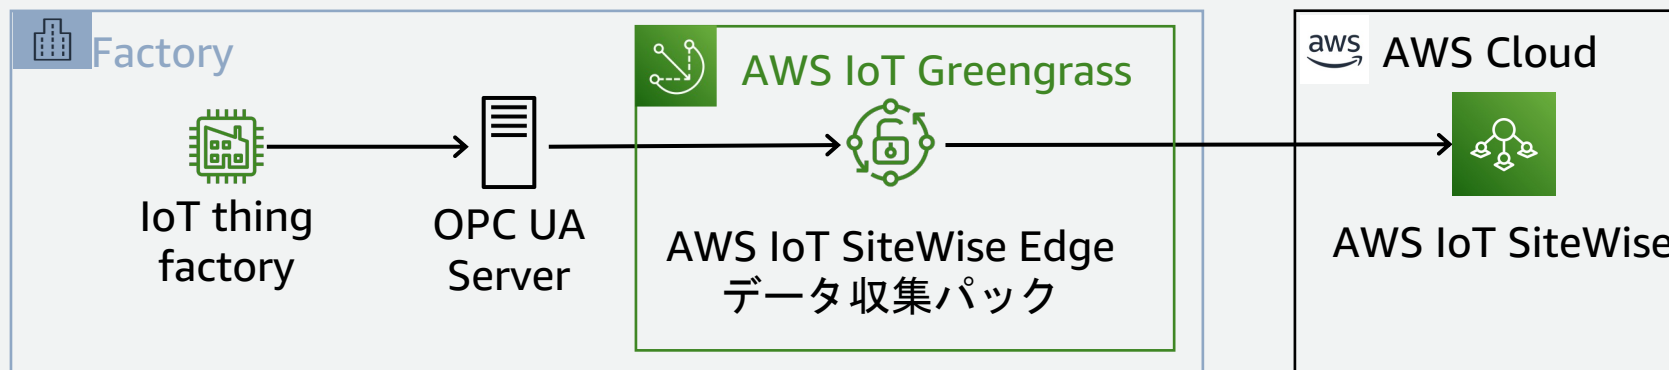 Factory
AWS IoT Greengrass
aws
AWS Cloud
IoT thing
factory
OPC UA
Server
AWS IoT SiteWise Edge
データ収集パック
AWS IoT SiteWise